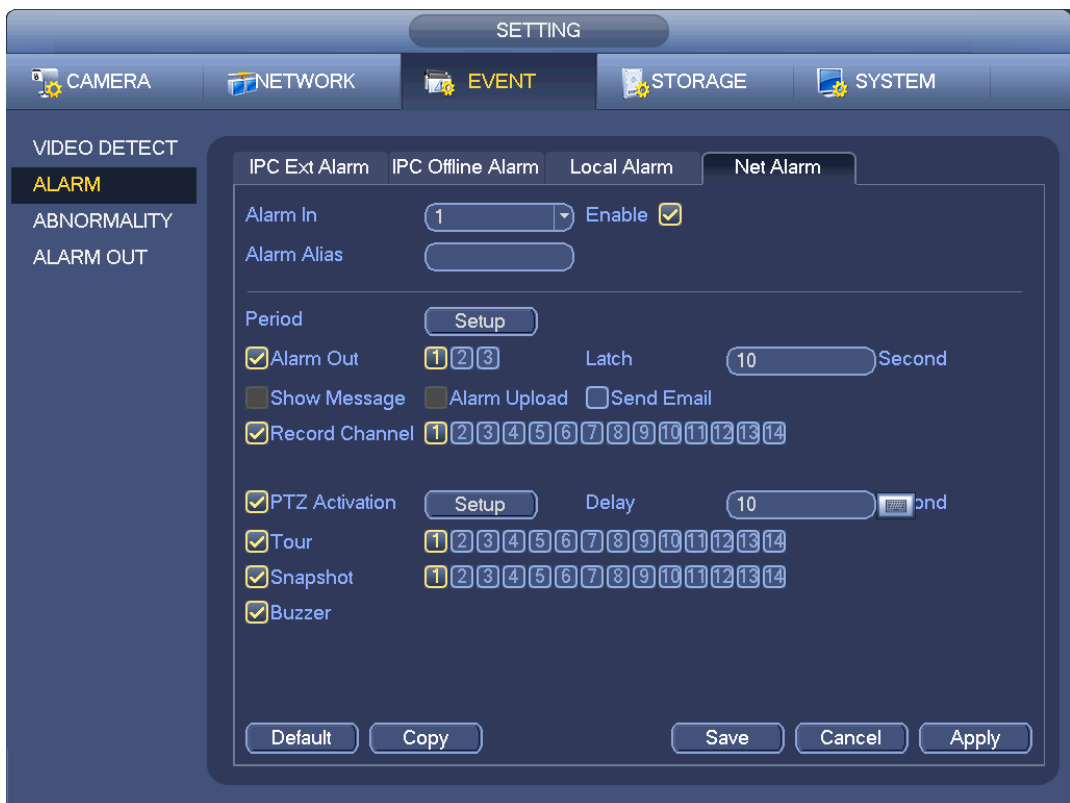 SETTING
CAMERA NETWORK EVENT STORAGE SYSTEM
VIDEO DETECT
ALARM
ABNORMALITY
ALARM OUT
IPC Ext Alarm IPC Offline Alarm Local Alarm Net Alarm
Alarm In 1 Enable
Alarm Alias
Period Setup
Alarm Out 1 2 3 Latch 10 Second
Show Message Alarm Upload Send Email
Record Channel 1 2 3 4 5 6 7 8 9 10 11 12 13 14
PTZ Activation Setup Delay 10 ond
Tour 1 2 3 4 5 6 7 8 9 10 11 12 13 14
Snapshot 1 2 3 4 5 6 7 8 9 10 11 12 13 14
Buzzer
Default Copy Save Cancel Apply